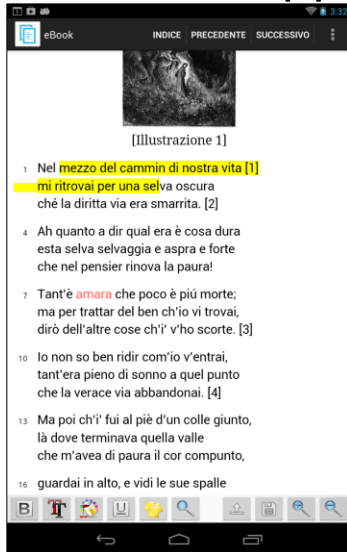 3:32
eBook INDICE PRECEDENTE SUCCESSIVO
[Illustrazione 1]
1 Nel mezzo del cammin di nostra vita [1]
mi ritrovai per una selva oscura
ché la diritta via era smarrita. [2]
4 Ah quanto a dir qual era è cosa dura
esta selva selvaggia e aspra e forte
che nel pensier rinova la paura!
7 Tant'è amara che poco è piú morte;
ma per trattar del ben ch'io vi trovai,
dirò dell'altre cose ch'i' v'ho scorte. [3]
10 Io non so ben ridir com'io v'entrai,
tant'era pieno di sonno a quel punto
che la verace via abbandonai. [4]
13 Ma poi ch'i' fui al piè d'un colle giunto,
là dove terminava quella valle
che m'avea di paura il cor compunto,
16 guardai in alto, e vidi le sue spalle
B T U